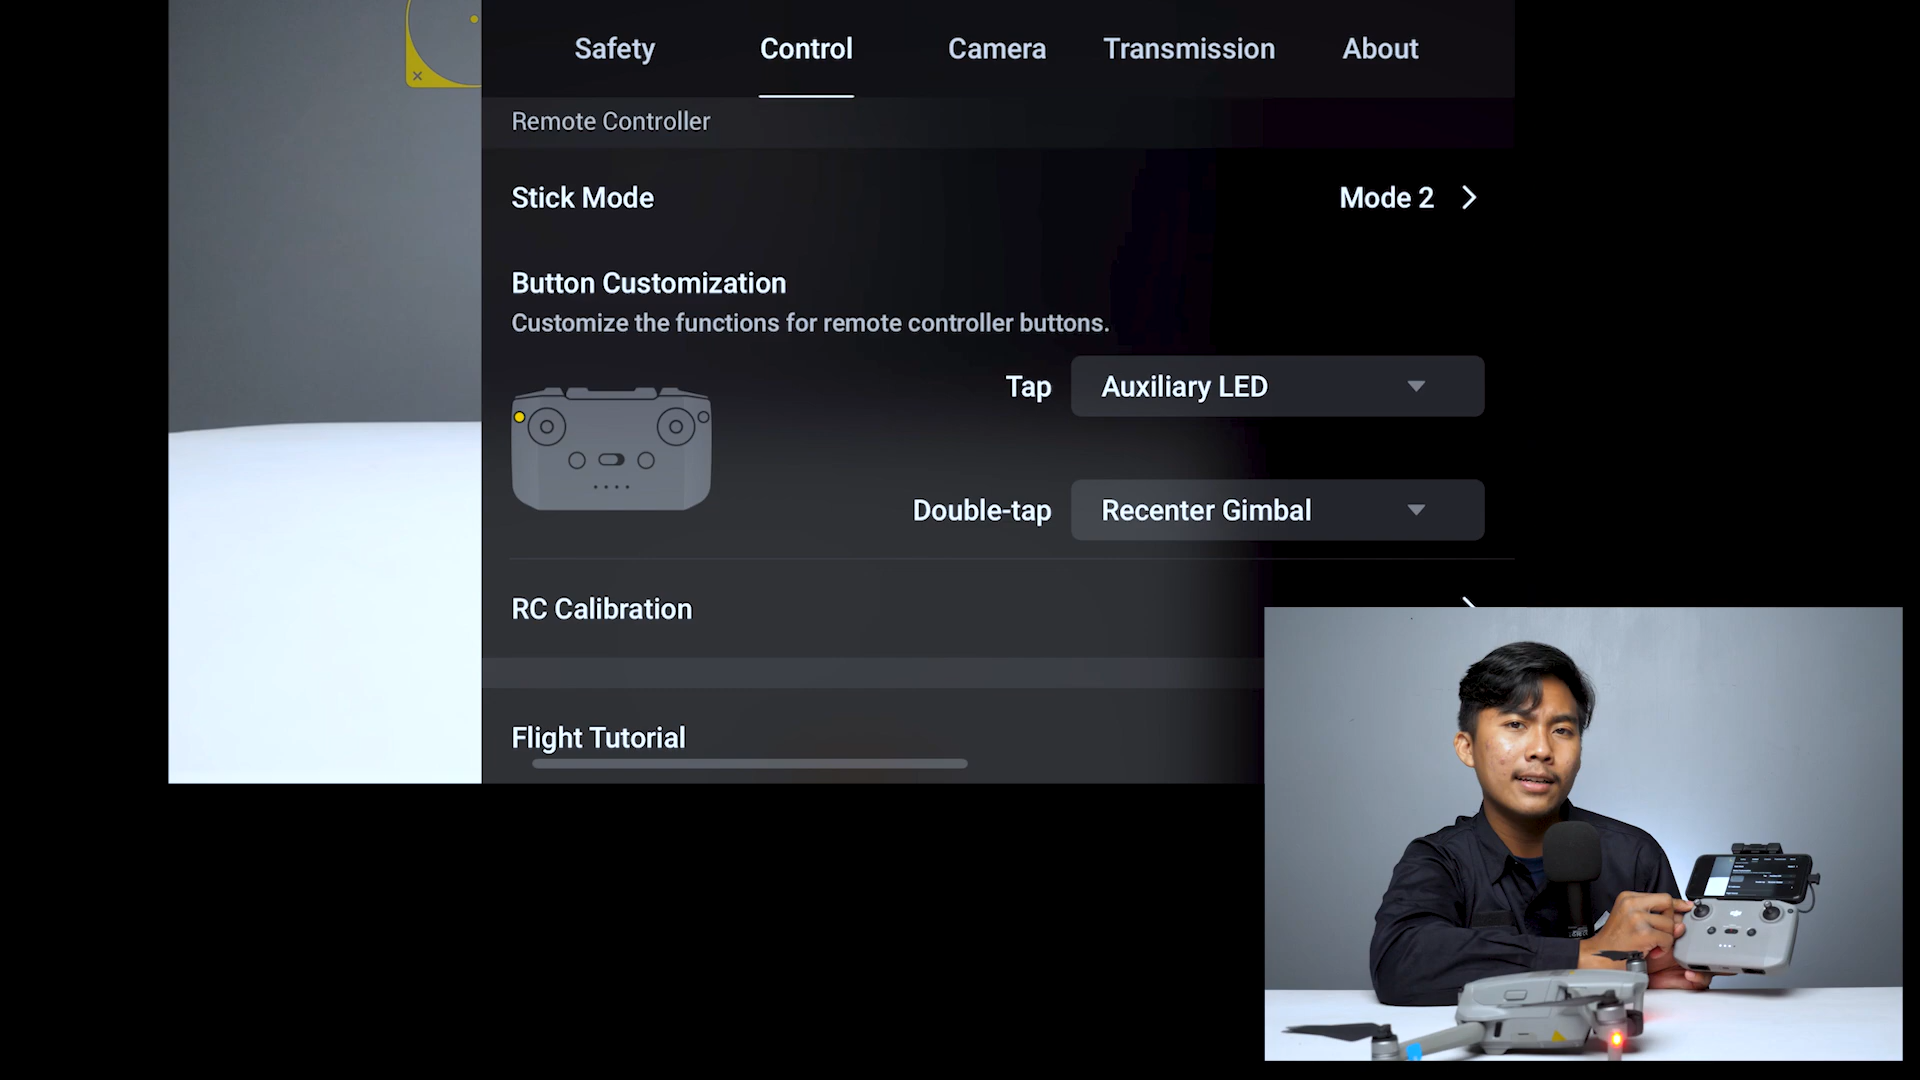 Safety Control Camera Transmission About
Remote Controller
Stick Mode Mode 2
Button Customization
Customize the functions for remote controller buttons.
Tap Auxiliary LED
Double-tap Recenter Gimbal
RC Calibration
Flight Tutorial